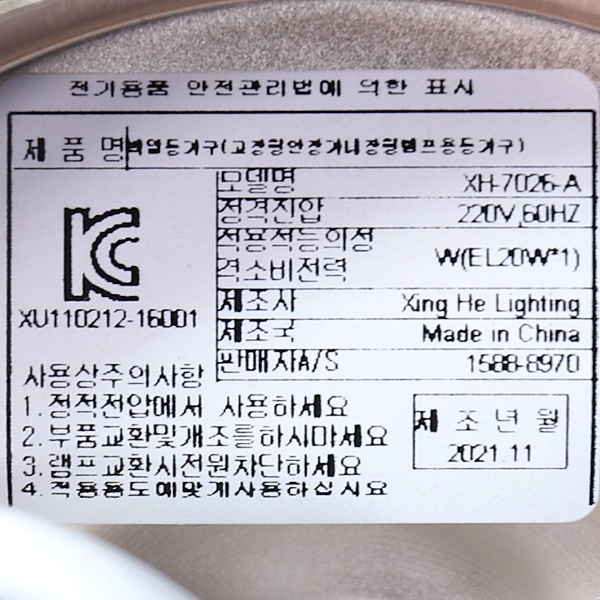 전기용품 안전관리법에 의한 표시
제 품 명
모델명 XH-7026-A
정격전압 220V,60HZ
적용적등의정
격소비전력 W(EL20W*1)
제조사 Xing He Lighting
제조국 Made in China
판매자A/S 1588-8970
KC
XU110212-16001
사용상주의사항
1.정적전압에서 사용하세요
2.부품교환및개조를하시마세요
3.램프교환시전원차단하세요
4.적용용도에맞게사용하십시요
제 조 년 월
2021.11